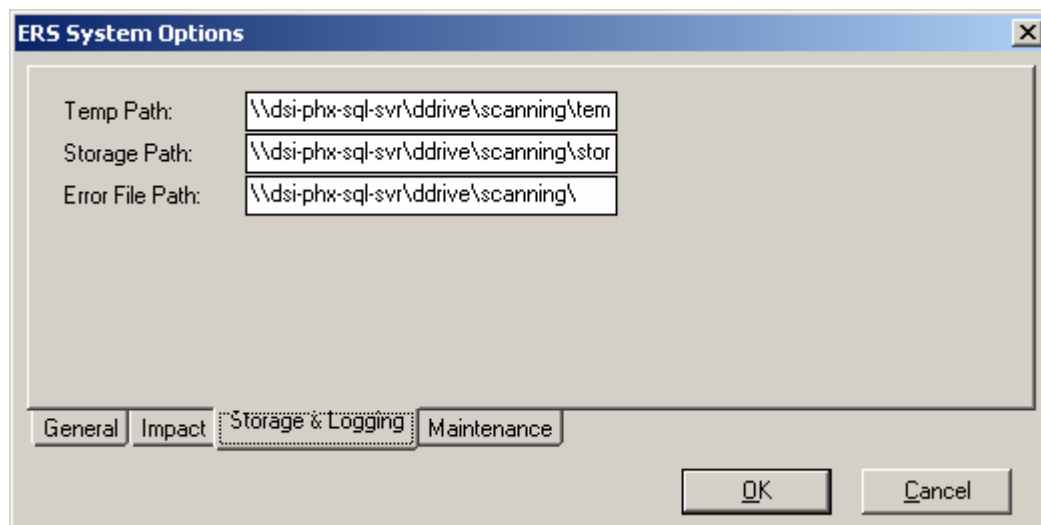 ERS System Options
Temp Path: \\dsi-phx-sql-svr\ddrive\scanning\tem
Storage Path: \\dsi-phx-sql-svr\ddrive\scanning\stor
Error File Path: \\dsi-phx-sql-svr\ddrive\scanning\
General Impact Storage & Logging Maintenance
OK Cancel